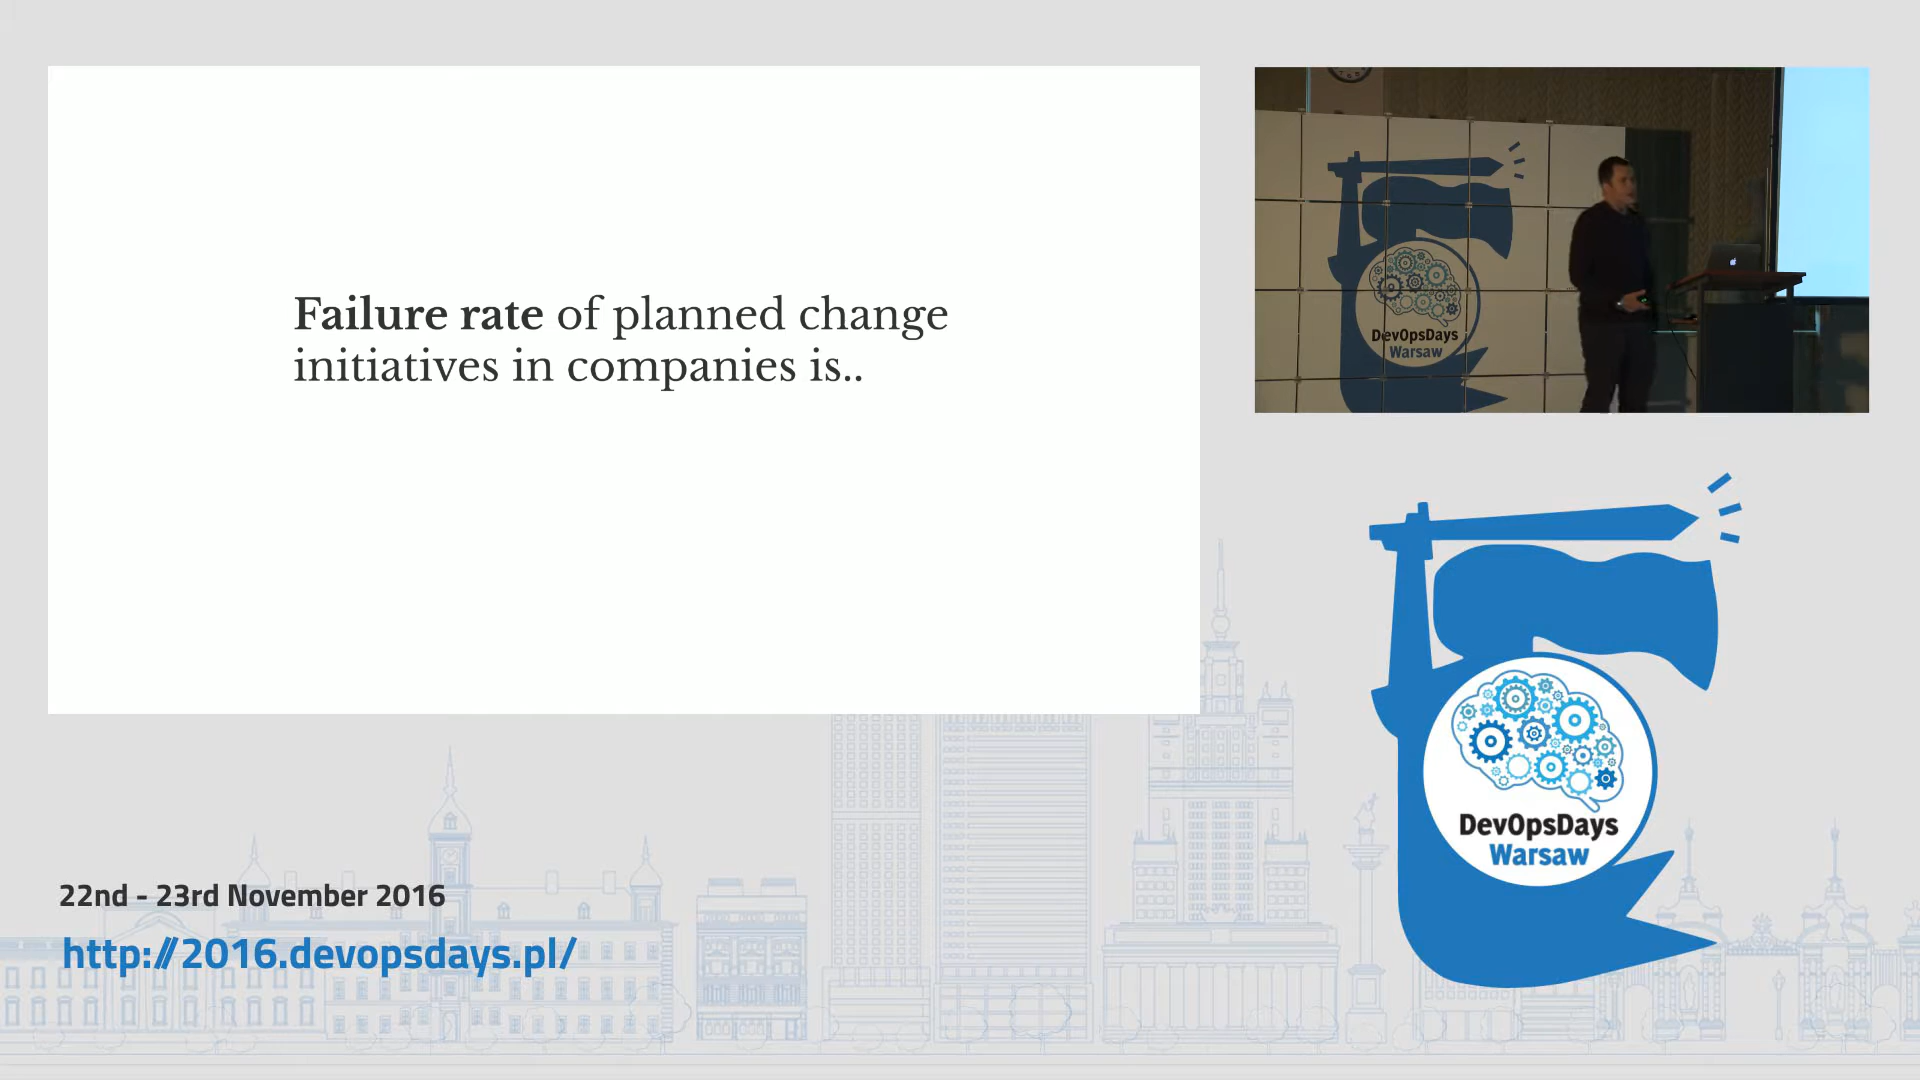 Failure rate of planned change
initiatives in companies is..
DevOpsDays
Warsaw
DevOpsDays
Warsaw
22nd - 23rd November 2016
http://2016.devopsdays.pl/